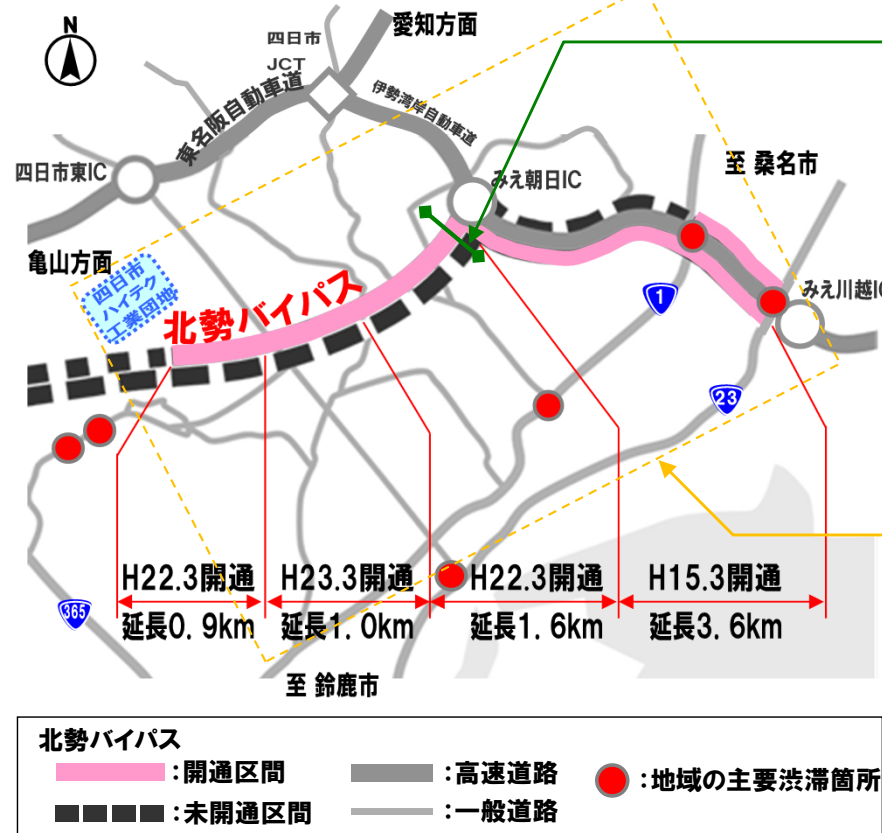 N
四日市
JCT
愛知方面
東名阪自動車道
伊勢湾岸自動車道
四日市東IC
みえ朝日IC
至 桑名市
亀山方面
四日市
ハイテク
工業団地
北勢バイパス
みえ川越IC
1
23
365
H22.3開通
延長0.9km
H23.3開通
延長1.0km
H22.3開通
延長1.6km
H15.3開通
延長3.6km
至 鈴鹿市
北勢バイパス
:開通区間
:高速道路
:地域の主要渋滞箇所
:未開通区間
:一般道路